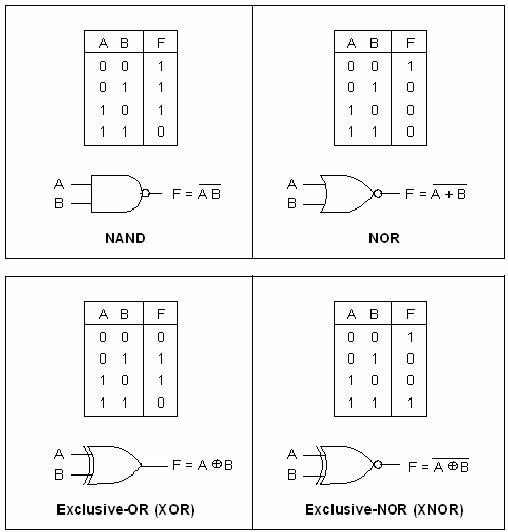 A B F
0 0 1
0 1 1
1 0 1
1 1 0
A
B
F = A̅ B̅
NAND
A B F
0 0 1
0 1 0
1 0 0
1 1 0
A
B
F = A̅ +̅ B̅
NOR
A B F
0 0 0
0 1 1
1 0 1
1 1 0
A
B
F = A ⊕ B
Exclusive-OR (XOR)
A B F
0 0 1
0 1 0
1 0 0
1 1 1
A
B
F = A̅ ⊕̅ B̅
Exclusive-NOR (XNOR)